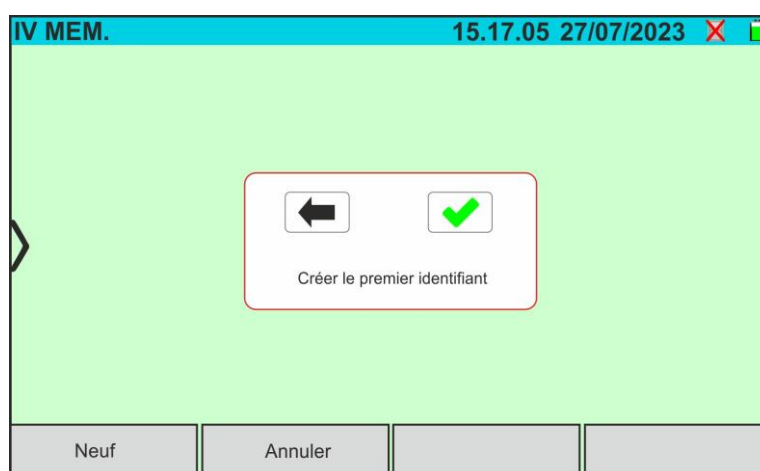 IV MEM. 15.17.05 27/07/2023
Créer le premier identifiant
Neuf Annuler